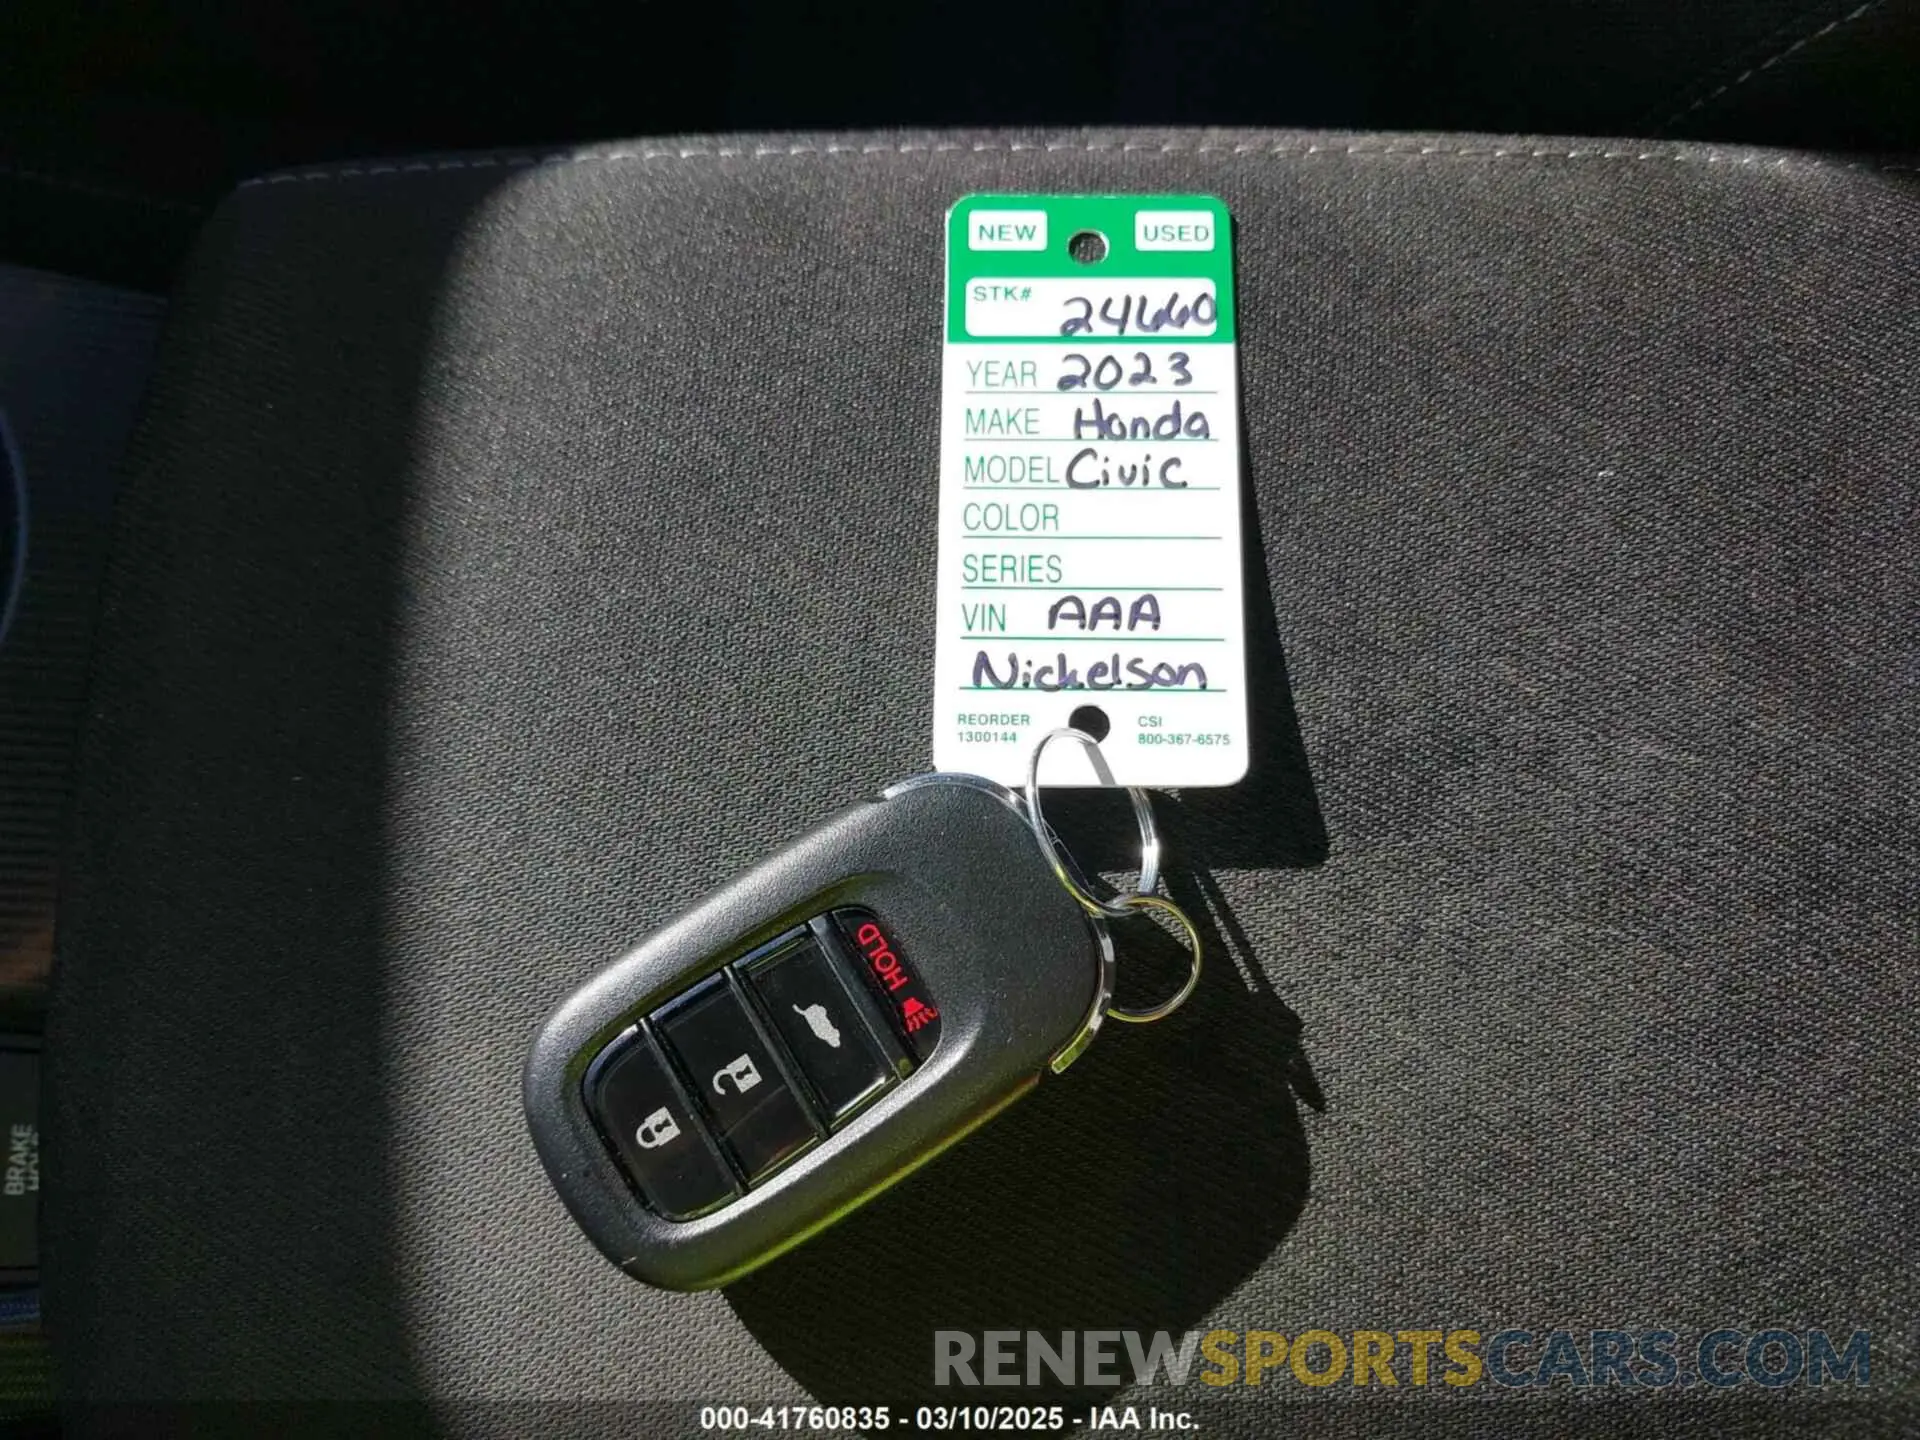 NEW USED
STK# 24660
YEAR 2023
MAKE Honda
MODEL Civic
COLOR
SERIES
VIN AAA
Nickelson
REORDER CSI
1300144 800-367-6575
HOLD
BRAKE
RENEWSPORTSCARS.COM
000-41760835 - 03/10/2025 - IAA Inc.